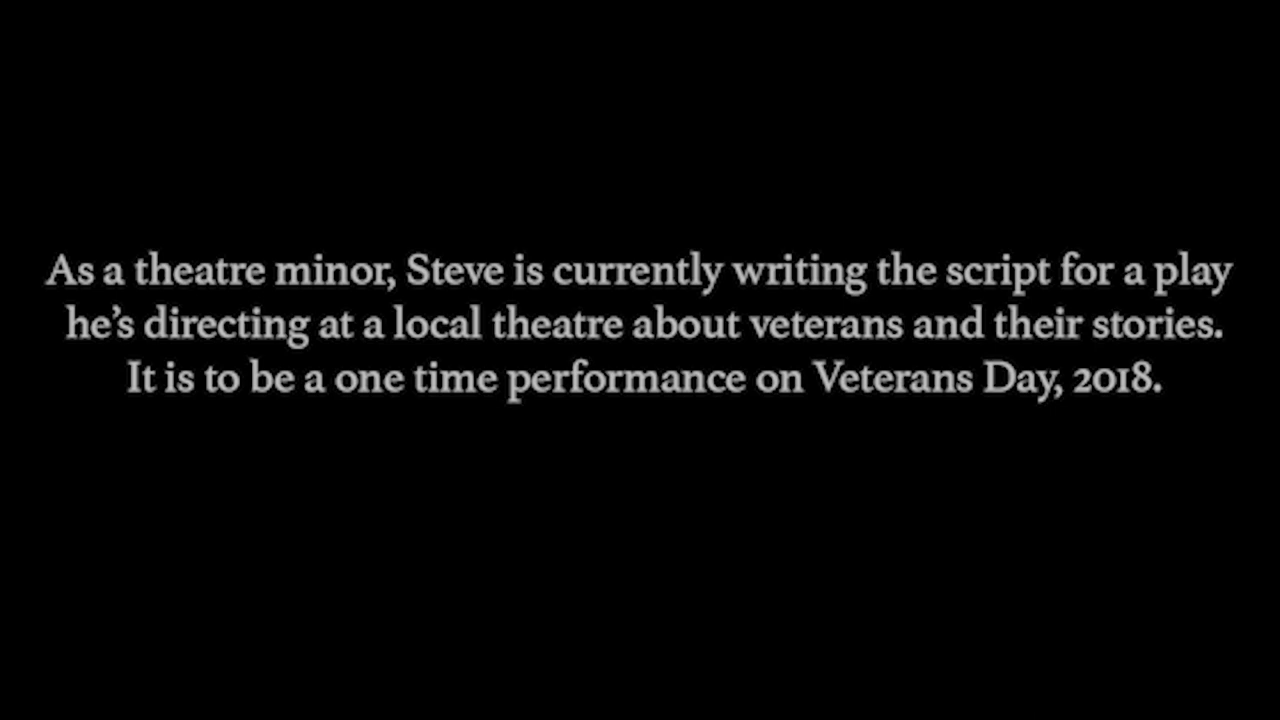 As a theatre minor, Steve is currently writing the script for a play
he’s directing at a local theatre about veterans and their stories.
It is to be a one time performance on Veterans Day, 2018.